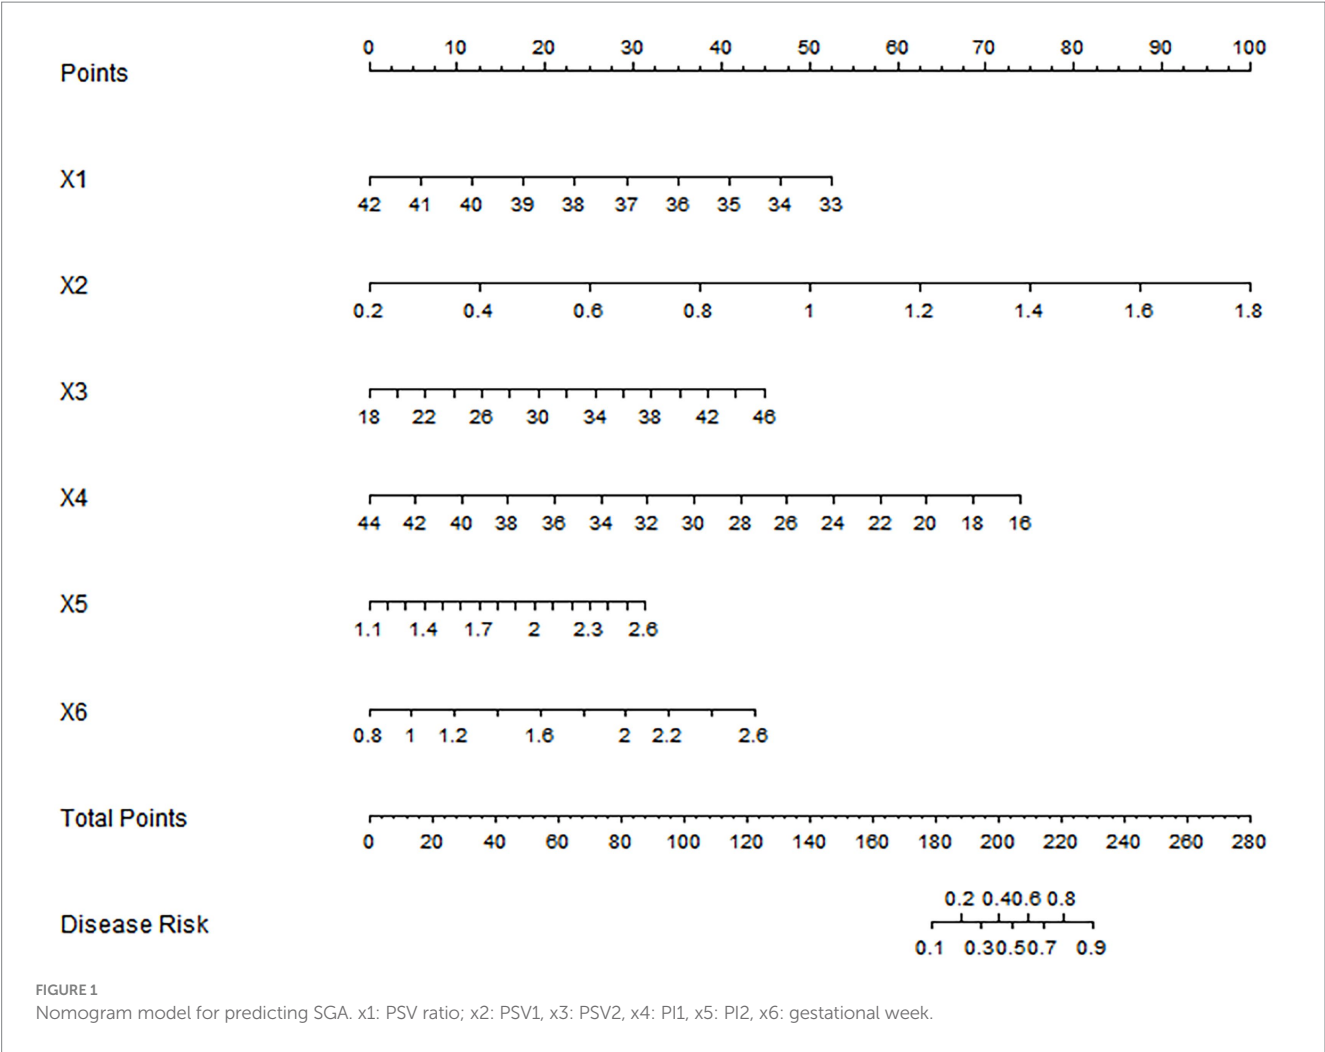 0 10 20 30 40 50 60 70 80 90 100
Points
X1
42 41 40 39 38 37 36 35 34 33
X2
0.2 0.4 0.6 0.8 1 1.2 1.4 1.6 1.8
X3
18 22 26 30 34 38 42 46
X4
44 42 40 38 36 34 32 30 28 26 24 22 20 18 16
X5
1.1 1.4 1.7 2 2.3 2.6
X6
0.8 1 1.2 1.6 2 2.2 2.6
Total Points
0 20 40 60 80 100 120 140 160 180 200 220 240 260 280
0.2 0.4 0.6 0.8
Disease Risk
0.1 0.3 0.5 0.7 0.9
FIGURE 1
Nomogram model for predicting SGA. x1: PSV ratio; x2: PSV1, x3: PSV2, x4: PI1, x5: PI2, x6: gestational week.